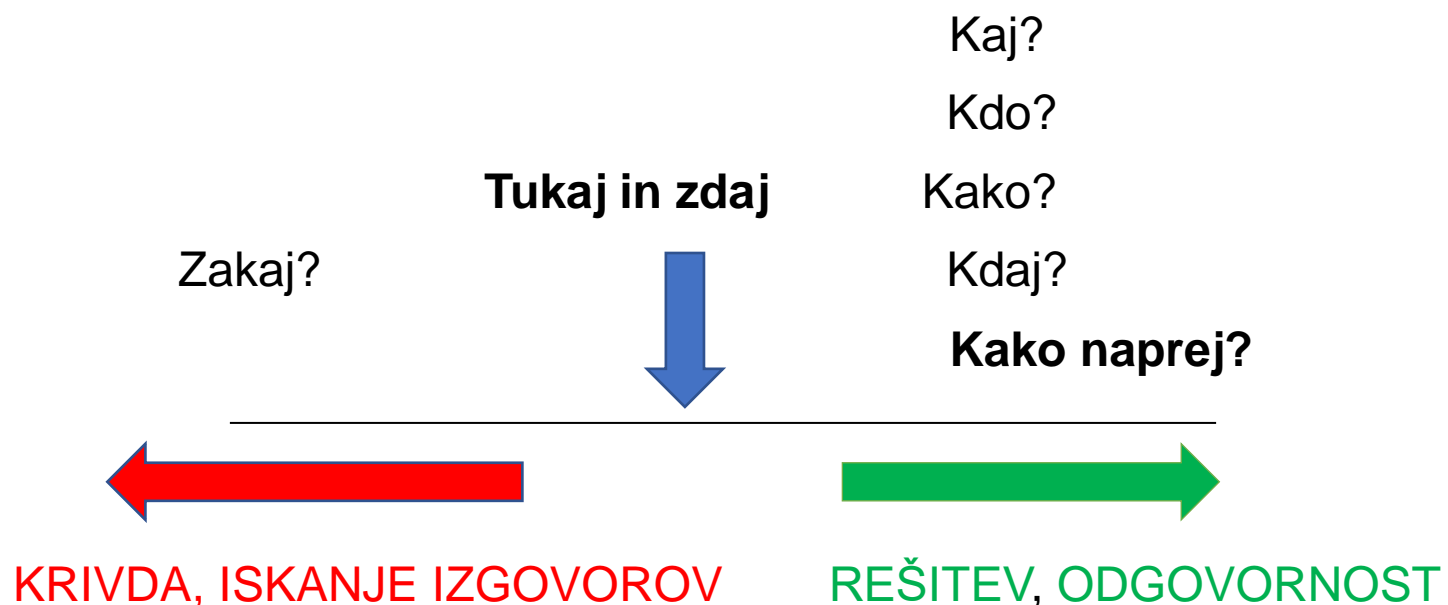 Kaj?
Kdo?
Tukaj in zdaj
Kako?
Zakaj?
Kdaj?
Kako naprej?
KRIVDA, ISKANJE IZGOVOROV
REŠITEV, ODGOVORNOST